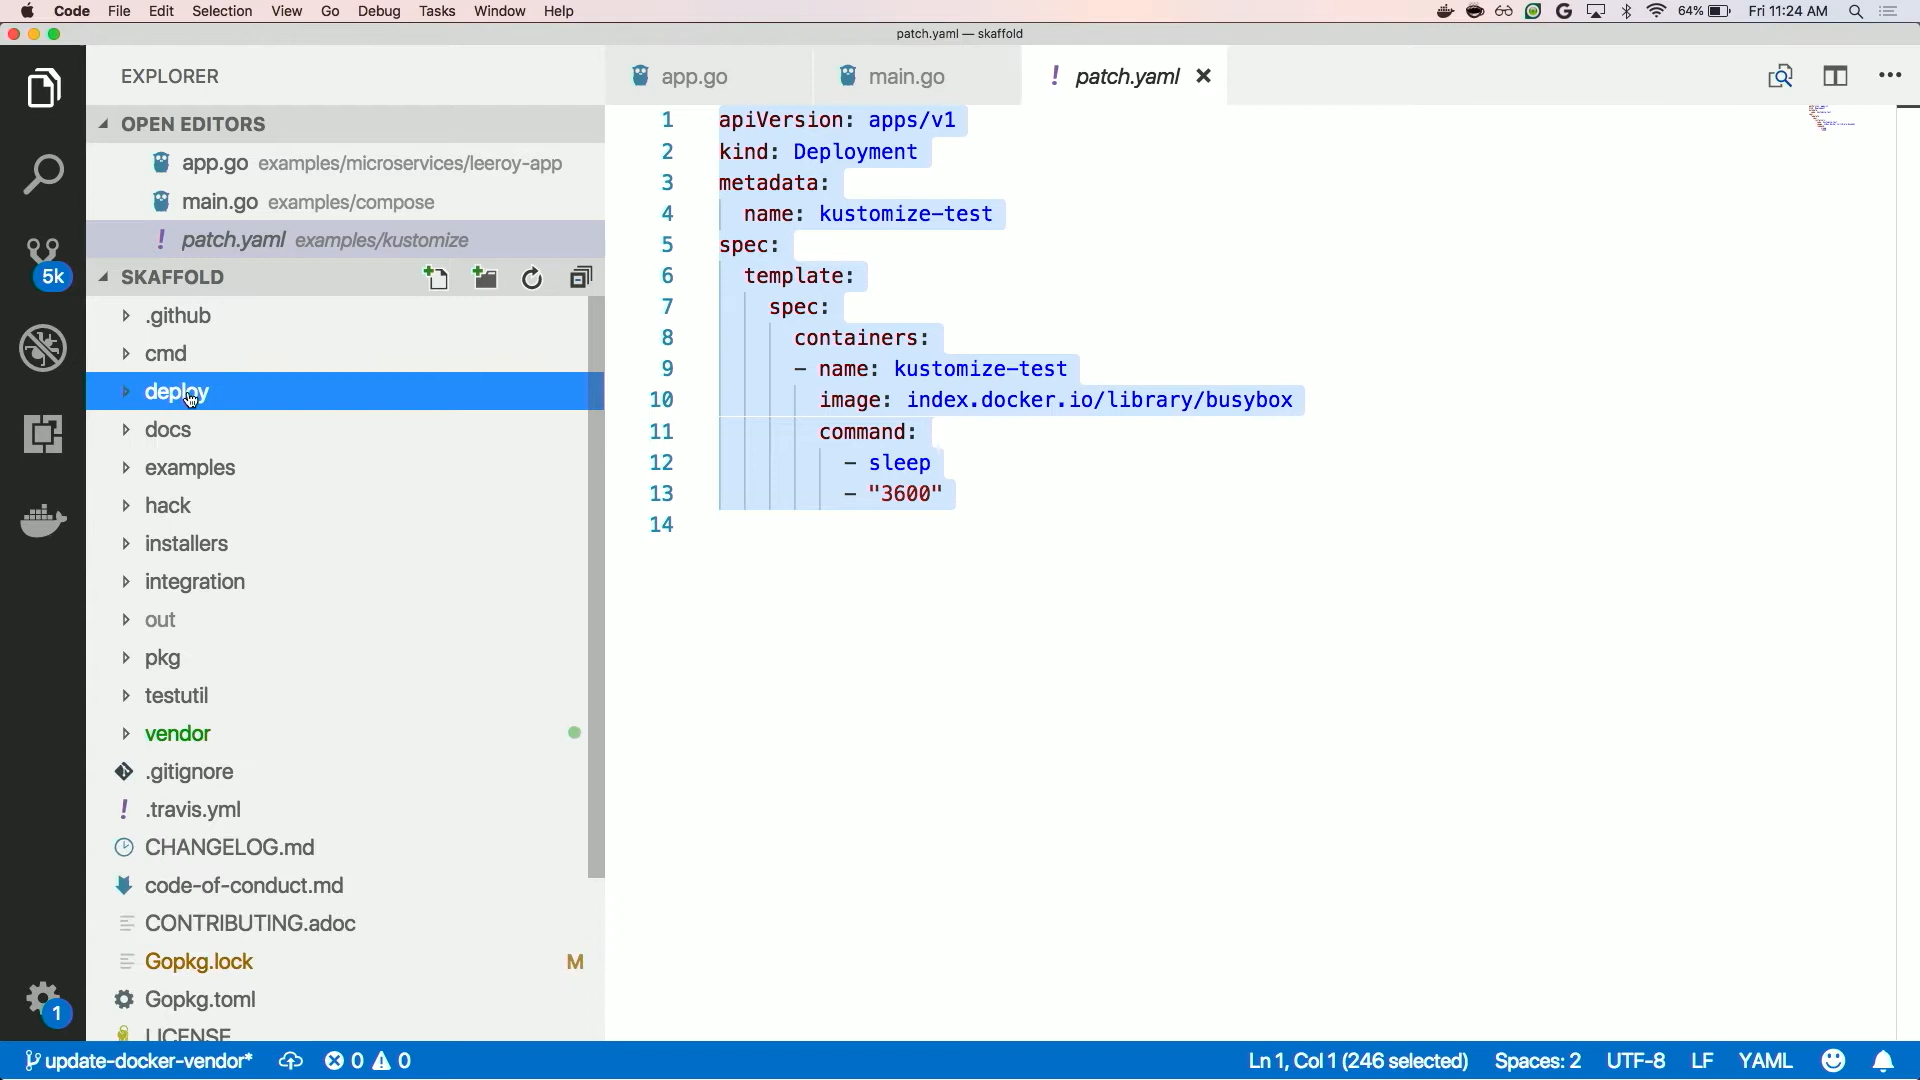 Code File Edit Selection View Go Debug Tasks Window Help 64% Fri 11:24 AM
patch.yaml — skaffold
EXPLORER
OPEN EDITORS
app.go examples/microservices/leeroy-app
main.go examples/compose
! patch.yaml examples/kustomize
5k
SKAFFOLD
.github
cmd
deploy
docs
examples
hack
installers
integration
out
pkg
testutil
vendor
.gitignore
! .travis.yml
CHANGELOG.md
code-of-conduct.md
CONTRIBUTING.adoc
Gopkg.lock M
Gopkg.toml
LICENSE
1
app.go main.go ! patch.yaml
1 apiVersion: apps/v1
2 kind: Deployment
3 metadata:
4 name: kustomize-test
5 spec:
6 template:
7 spec:
8 containers:
9 - name: kustomize-test
10 image: index.docker.io/library/busybox
11 command:
12 - sleep
13 - "3600"
14
update-docker-vendor* 0 0 Ln 1, Col 1 (246 selected) Spaces: 2 UTF-8 LF YAML